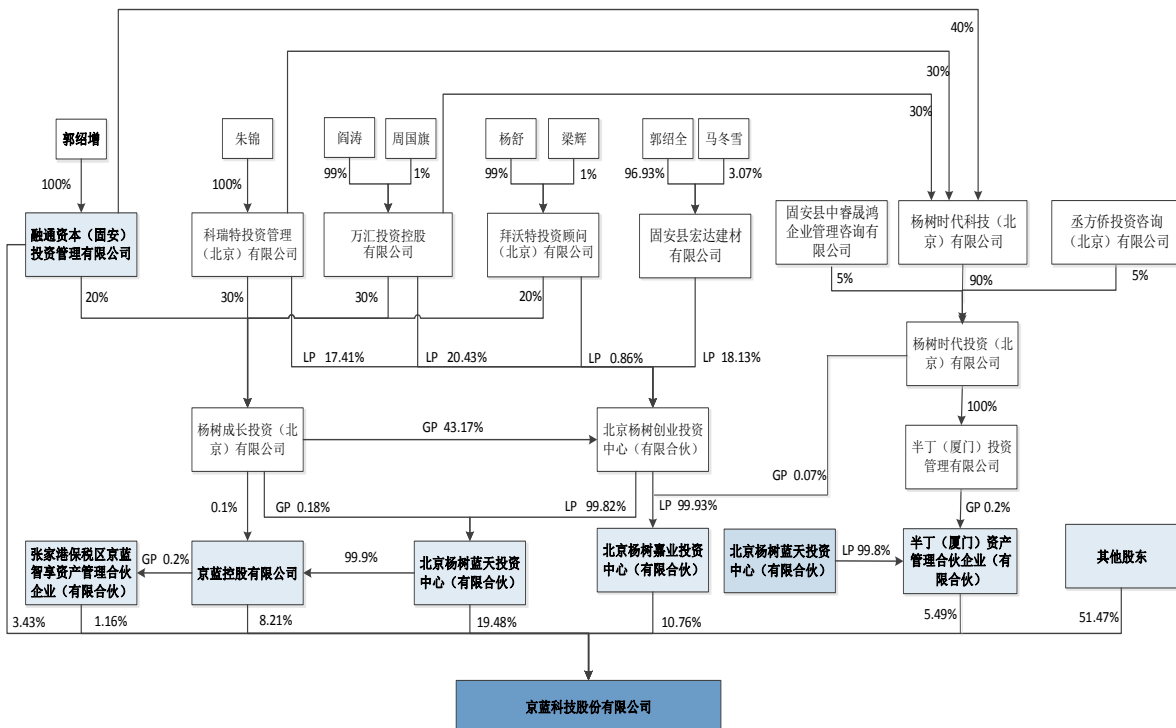 40%
30%
30%
郭绍增
朱锦
阎涛
周国旗
杨舒
梁辉
郭绍全
马冬雪
100%
100%
99%
1%
99%
1%
96.93%
3.07%
融通资本（固安）
投资管理有限公司
科瑞特投资管理
（北京）有限公司
万汇投资控股
有限公司
拜沃特投资顾问
（北京）有限公司
固安县宏达建材
有限公司
固安县中睿晟鸿
企业管理咨询有
限公司
杨树时代科技（北
京）有限公司
丞方侨投资咨询
（北京）有限公司
20%
30%
30%
20%
5%
90%
5%
LP 17.41%
LP 20.43%
LP 0.86%
LP 18.13%
杨树时代投资（北
京）有限公司
100%
杨树成长投资（北
京）有限公司
GP 43.17%
北京杨树创业投资
中心（有限合伙）
半丁（厦门）投资
管理有限公司
0.1%
GP 0.18%
LP 99.82%
LP 99.93%
GP 0.07%
GP 0.2%
张家港保税区京蓝
智享资产管理合伙
企业（有限合伙）
GP 0.2%
京蓝控股有限公司
99.9%
北京杨树蓝天投资
中心（有限合伙）
北京杨树嘉业投资
中心（有限合伙）
北京杨树蓝天投资
中心（有限合伙）
LP 99.8%
半丁（厦门）资产
管理合伙企业（有
限合伙）
其他股东
3.43%
1.16%
8.21%
19.48%
10.76%
5.49%
51.47%
京蓝科技股份有限公司